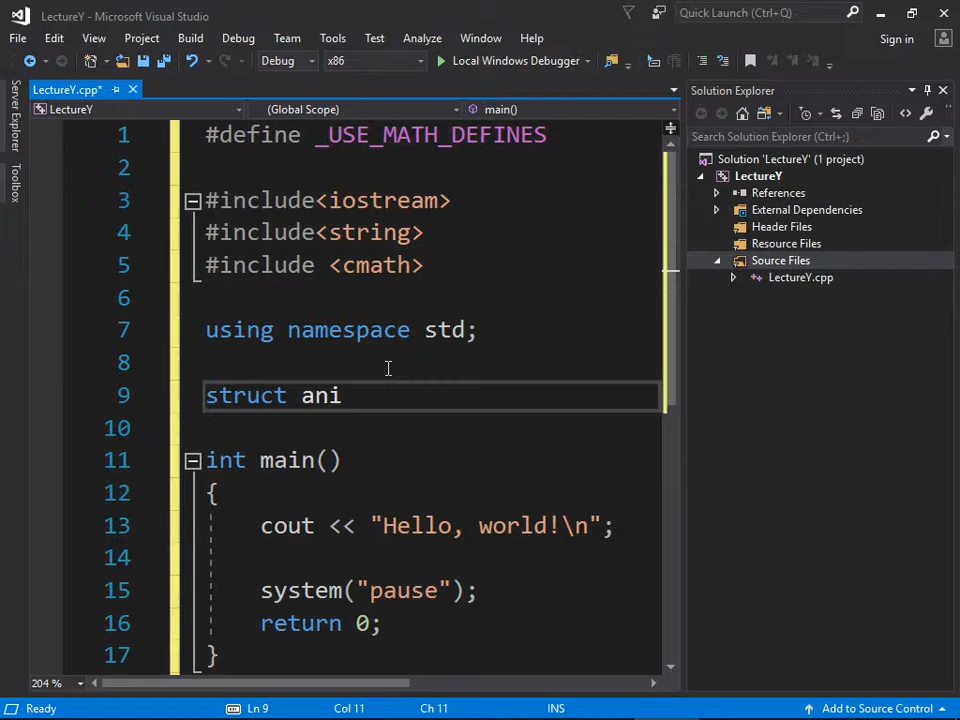 LectureY - Microsoft Visual Studio
Quick Launch (Ctrl+Q)
File Edit View Project Build Debug Team Tools Test Analyze Window Help
Sign in
Debug x86 Local Windows Debugger
Server Explorer
Toolbox
LectureY.cpp*
LectureY (Global Scope) main()
1 #define _USE_MATH_DEFINES
2
3 #include<iostream>
4 #include<string>
5 #include <cmath>
6
7 using namespace std;
8
9 struct ani
10
11 int main()
12 {
13 cout << "Hello, world!\n";
14
15 system("pause");
16 return 0;
17 }
204 %
Solution Explorer
Search Solution Explorer (Ctrl+;)
Solution 'LectureY' (1 project)
LectureY
References
External Dependencies
Header Files
Resource Files
Source Files
LectureY.cpp
Ready Ln 9 Col 11 Ch 11 INS Add to Source Control